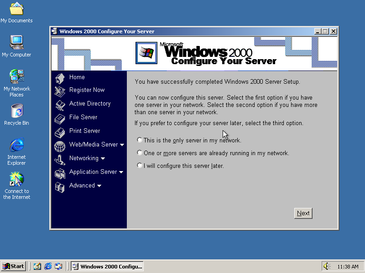 My Documents
My Computer
My Network
Places
Recycle Bin
Internet
Explorer
Connect to
the Internet
Windows 2000 Configure Your Server
Microsoft
Windows 2000
Configure Your Server
Home
Register Now
Active Directory
File Server
Print Server
Web/Media Server
Networking
Application Server
Advanced
You have successfully completed Windows 2000 Server Setup.
You can now configure this server. Select the first option if you have
one server in your network. Select the second option if you have more
than one server in your network.
If you prefer to configure your server later, select the third option.
This is the only server in my network.
One or more servers are already running in my network.
I will configure this server later.
Next
Start
Windows 2000 Configu...
11:38 AM